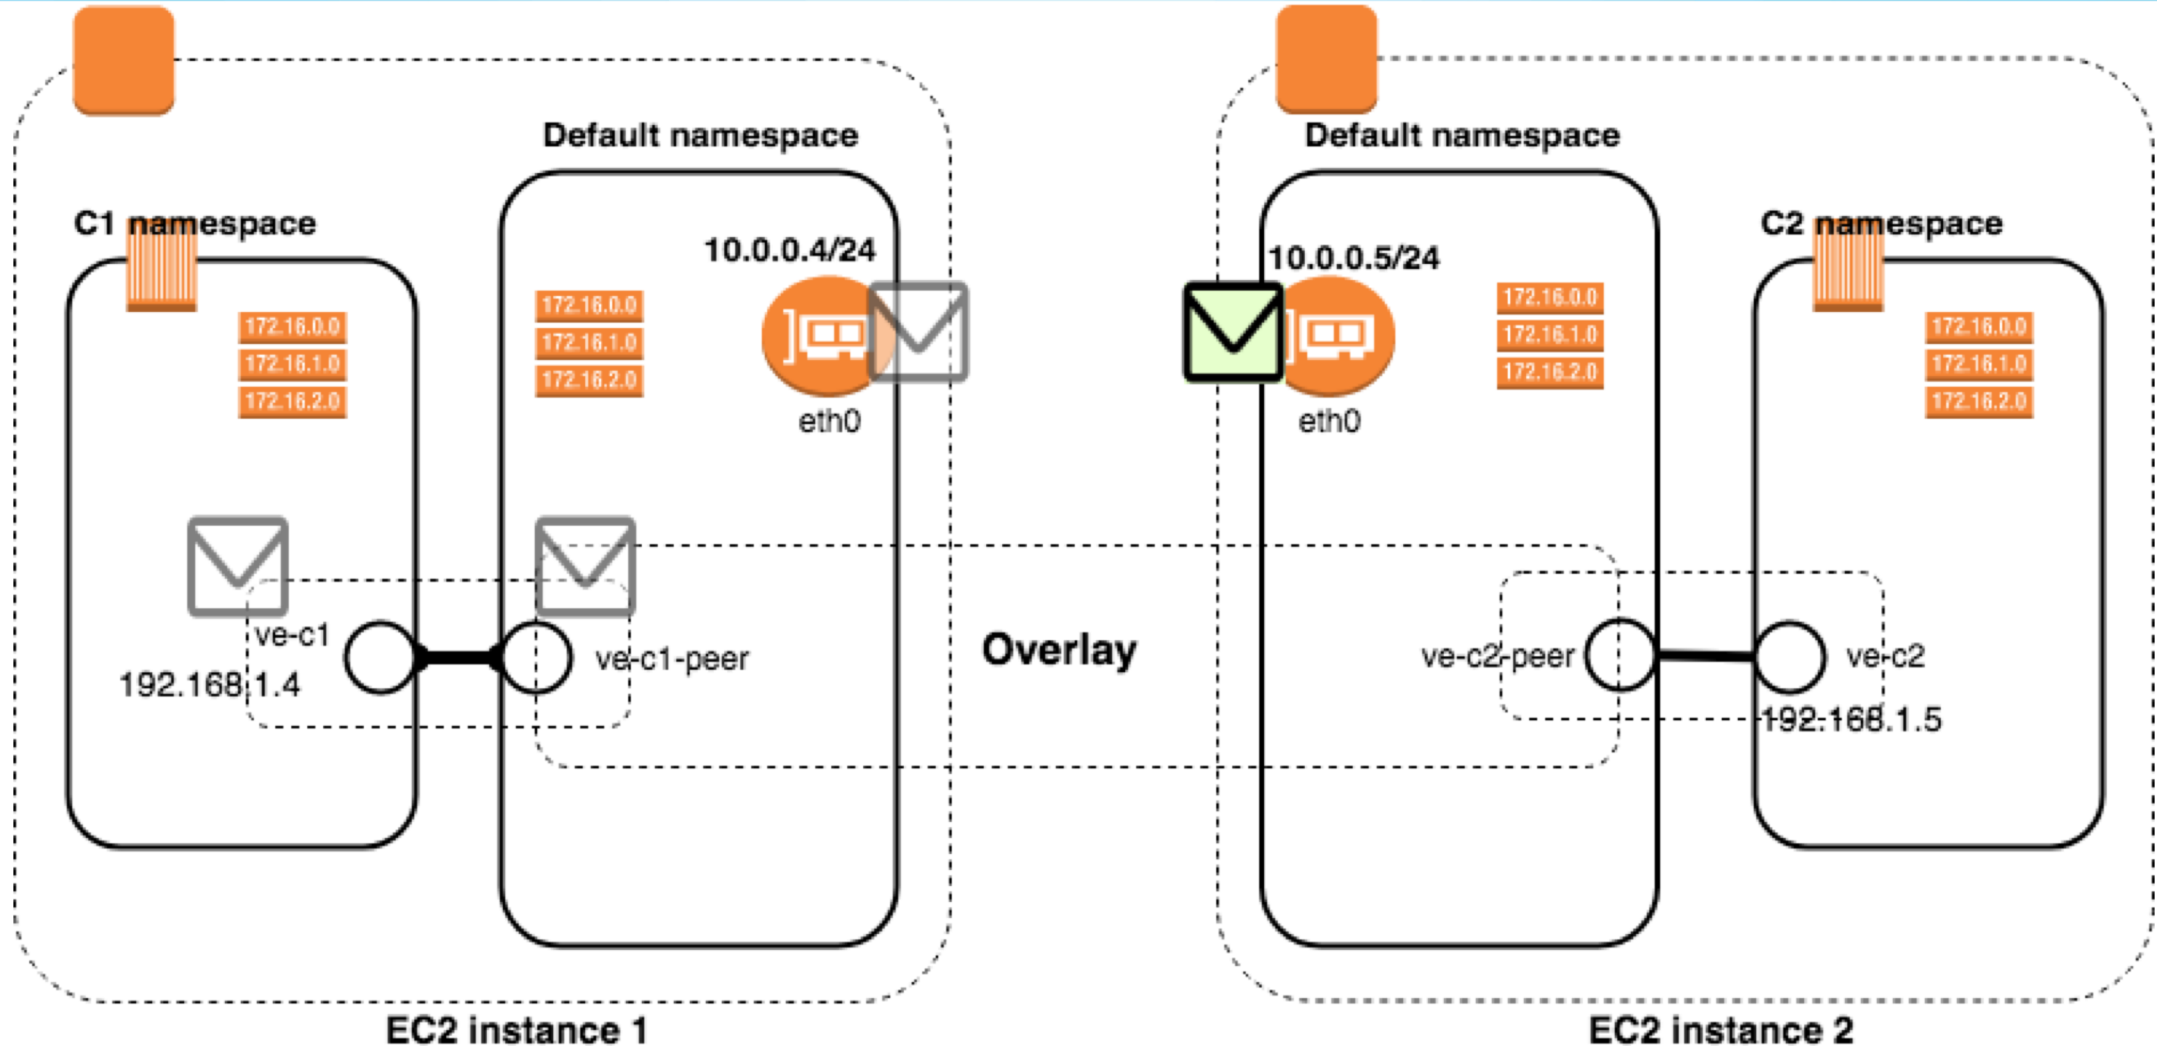 Default namespace
C1 namespace
10.0.0.4/24
172.16.0.0
172.16.1.0
172.16.2.0
172.16.0.0
172.16.1.0
172.16.2.0
eth0
ve-c1
192.168.1.4
ve-c1-peer
EC2 instance 1
Overlay
Default namespace
C2 namespace
10.0.0.5/24
172.16.0.0
172.16.1.0
172.16.2.0
172.16.0.0
172.16.1.0
172.16.2.0
eth0
ve-c2-peer
ve-c2
192.168.1.5
EC2 instance 2